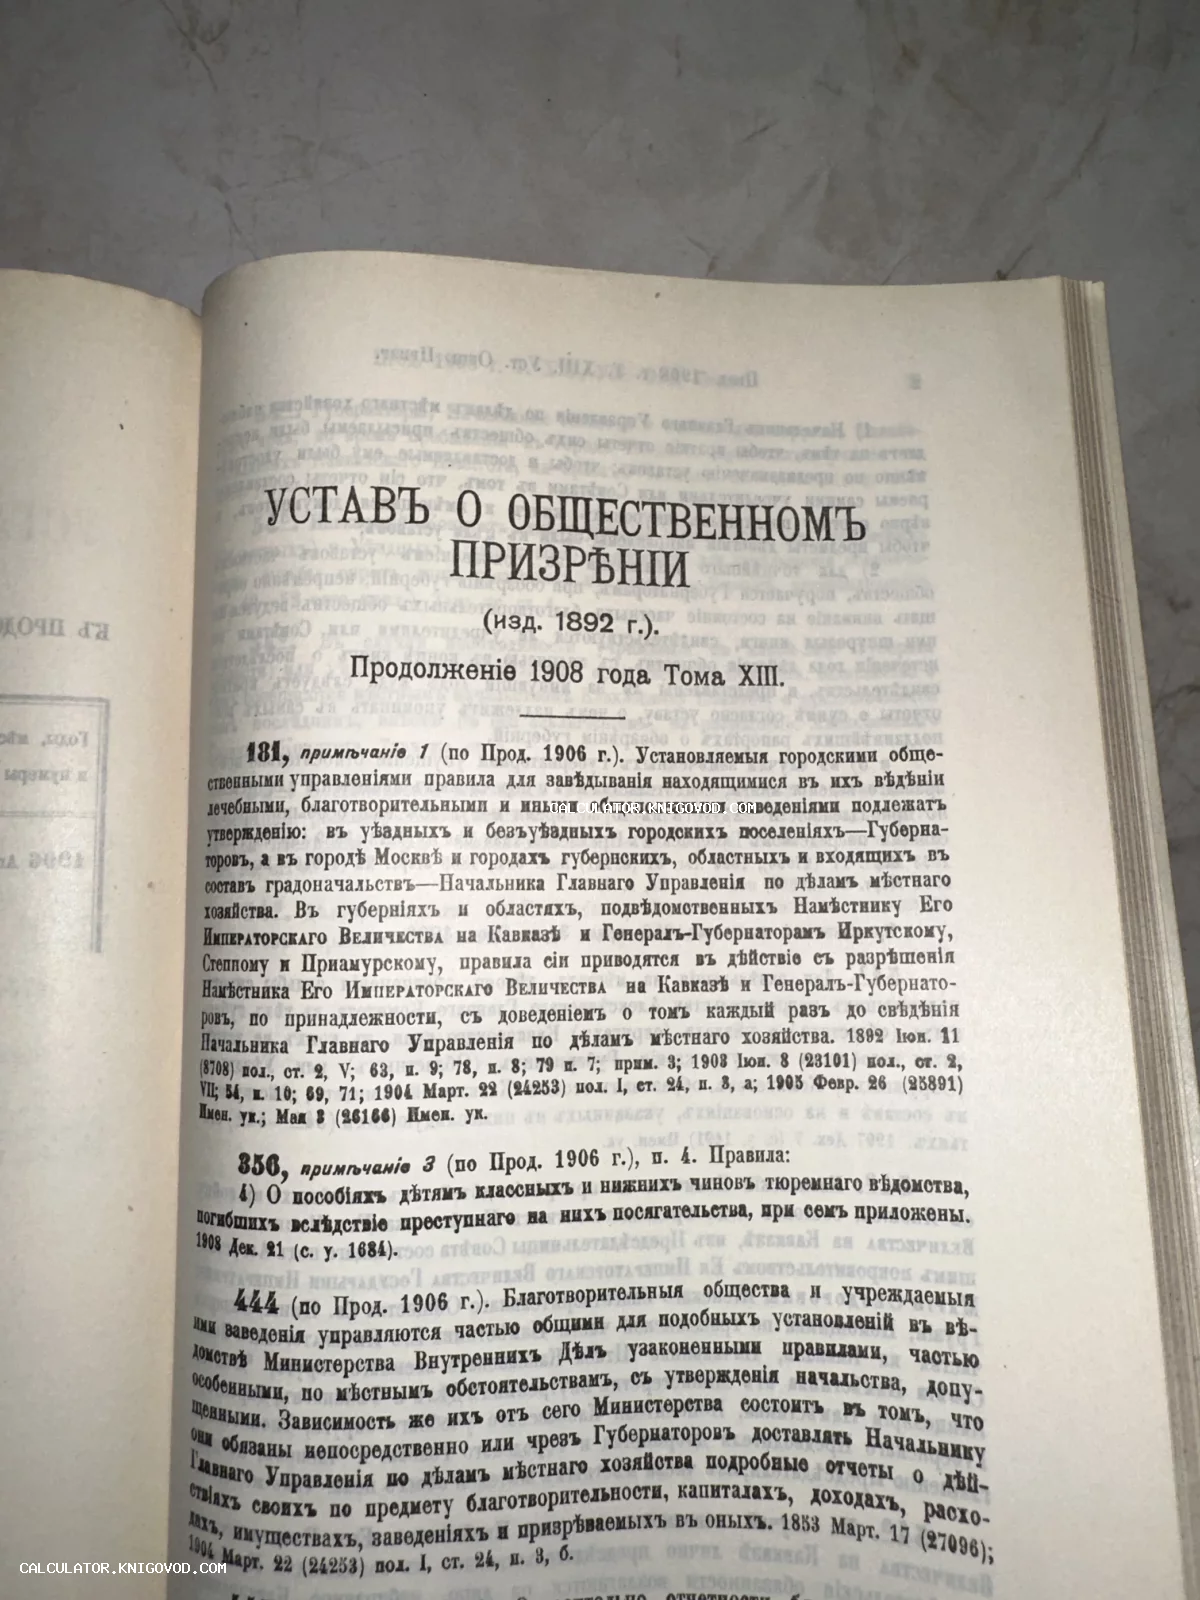 УСТАВЪ О ОБЩЕСТВЕННОМЪ
ПРИЗРѢНІИ
(изд. 1892 г.).
Продолженіе 1908 года Тома XIII.
181, примѣчаніе 1 (по Прод. 1906 г.). Установляемыя городскими обще-
ственными управленіями правила для завѣдыванія находящимися въ ихъ вѣдѣніи
лечебными, благотворительными и иными общеполезными заведеніями подлежатъ
утвержденію: въ уѣздныхъ и безъуѣздныхъ городскихъ поселеніяхъ—Губерна-
торовъ, а въ городѣ Москвѣ и городахъ губернскихъ, областныхъ и входящихъ въ
составъ градоначальствъ—Начальника Главнаго Управленія по дѣламъ мѣстнаго
хозяйства. Въ губерніяхъ и областяхъ, подвѣдомственныхъ Намѣстнику Его
Императорскаго Величества на Кавказѣ и Генералъ-Губернаторамъ Иркутскому,
Степному и Приамурскому, правила сіи приводятся въ дѣйствіе съ разрѣшенія
Намѣстника Его Императорскаго Величества на Кавказѣ и Генералъ-Губернато-
ровъ, по принадлежности, съ доведеніемъ о томъ каждый разъ до свѣдѣнія
Начальника Главнаго Управленія по дѣламъ мѣстнаго хозяйства. 1892 Іюн. 11
(8708) пол., ст. 2, V; 63, п. 9; 78, п. 8; 79 п. 7; прим. 3; 1903 Іюн. 8 (23101) пол., ст. 2,
VII; 54, п. 10; 69, 71; 1904 Март. 22 (24253) пол. I, ст. 24, п. 3, а; 1905 Февр. 26 (25891)
Имен. ук.; Мая 3 (26166) Имен. ук.
356, примѣчаніе 3 (по Прод. 1906 г.), п. 4. Правила:
4) О пособіяхъ дѣтямъ классныхъ и нижнихъ чиновъ тюремнаго вѣдомства,
погибшихъ вслѣдствіе преступнаго на нихъ посягательства, при семъ приложены.
1908 Дек. 21 (с. у. 1684).
444 (по Прод. 1906 г.). Благотворительныя общества и учреждаемыя
ими заведенія управляются частью общими для подобныхъ установленій въ вѣ-
домствѣ Министерства Внутреннихъ Дѣлъ узаконенными правилами, частью
особенными, по мѣстнымъ обстоятельствамъ, съ утвержденія начальства, допу-
щенными. Зависимость же ихъ отъ сего Министерства состоитъ въ томъ, что
они обязаны непосредственно или чрезъ Губернаторовъ доставлять Начальнику
Главнаго Управленія по дѣламъ мѣстнаго хозяйства подробные отчеты о дѣй-
ствіяхъ своихъ по предмету благотворительности, капиталахъ, доходахъ, расхо-
дахъ, имуществахъ, заведеніяхъ и призрѣваемыхъ въ оныхъ. 1853 Март. 17 (27096);
1904 Март. 22 (24253) пол. I, ст. 24, п. 3, б.
CALCULATOR.KNIGOVOD.COM
CALCULATOR.KNIGOVOD.COM